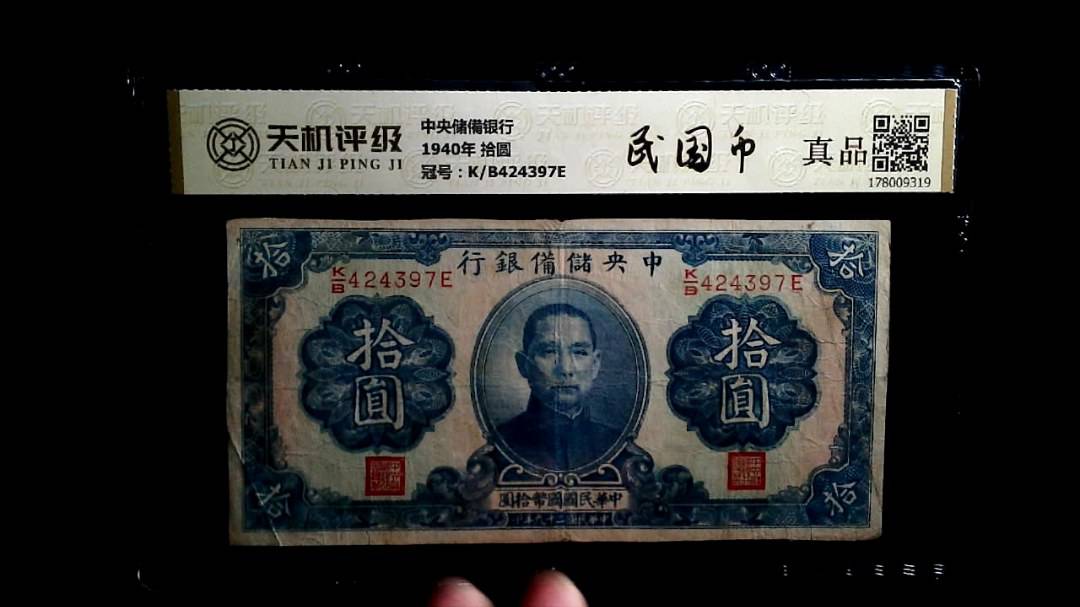 天机评级
TIAN JI PING JI
中央储備银行
1940年 拾圆
冠号：K/B424397E
民国币
真品
178009319
拾
拾
行銀備儲央中
K/B424397E
K/B424397E
拾圓
拾圓
圓拾幣國國民華中
拾
拾